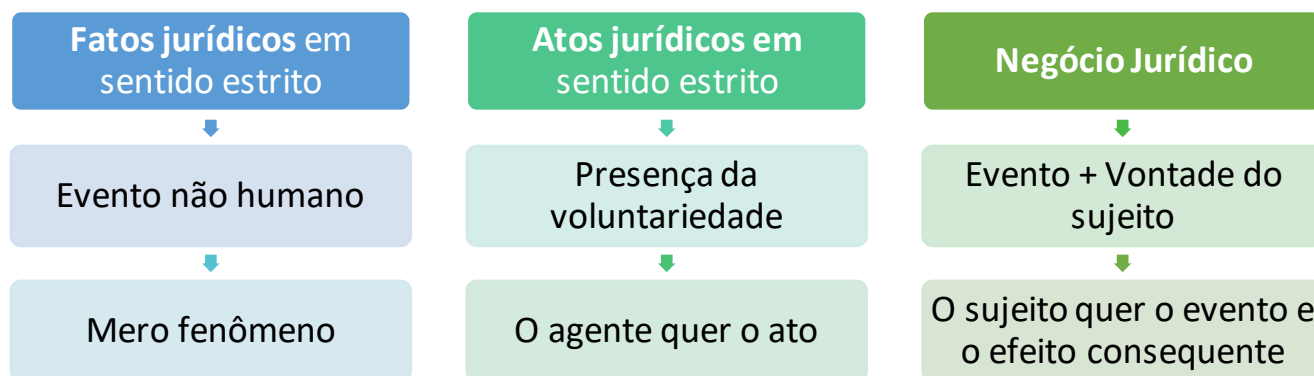 Fatos jurídicos em
sentido estrito
Evento não humano
Mero fenômeno
Atos jurídicos em
sentido estrito
Presença da
voluntariedade
O agente quer o ato
Negócio Jurídico
Evento + Vontade do
sujeito
O sujeito quer o evento e
o efeito consequente